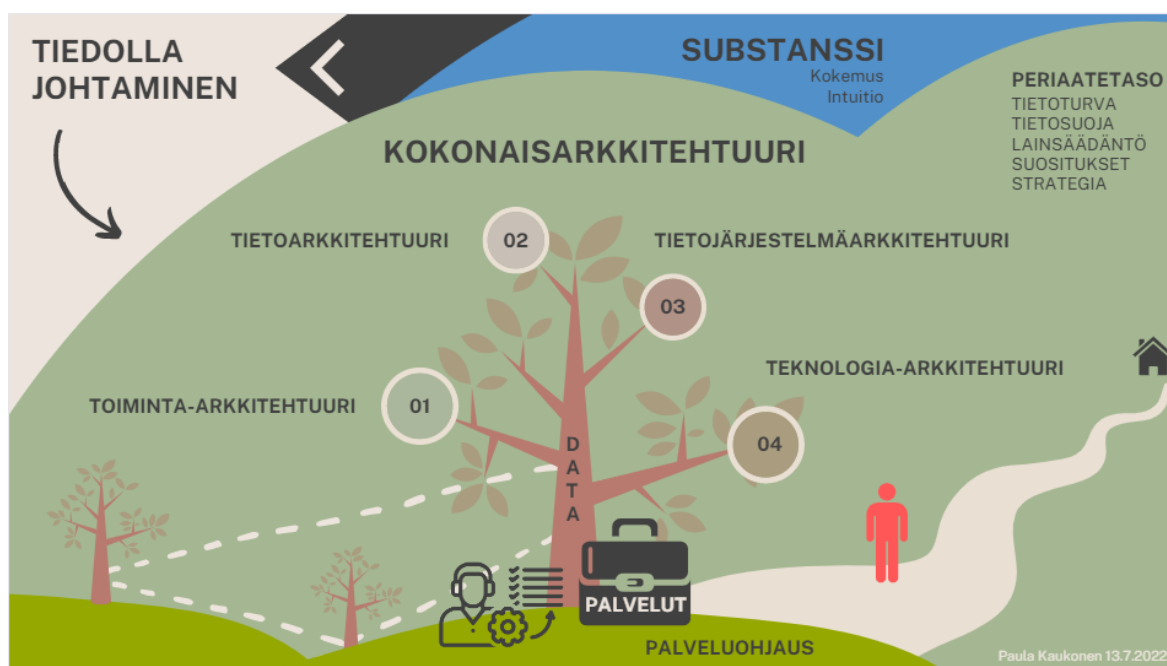 TIEDOLLA
JOHTAMINEN
SUBSTANSSI
Kokemus
Intuitio
PERIAATETASO
TIETOTURVA
TIETOSUOJA
LAINSÄÄDÄNTÖ
SUOSITUKSET
STRATEGIA
KOKONAISARKKITEHTUURI
TIETOARKKITEHTUURI
02
TIETOJÄRJESTELMÄARKKITEHTUURI
03
TEKNOLOGIA-ARKKITEHTUURI
TOIMINTA-ARKKITEHTUURI
01
04
DATA
PALVELUT
PALVELUOHJAUS
Paula Kaukonen 13.7.2022